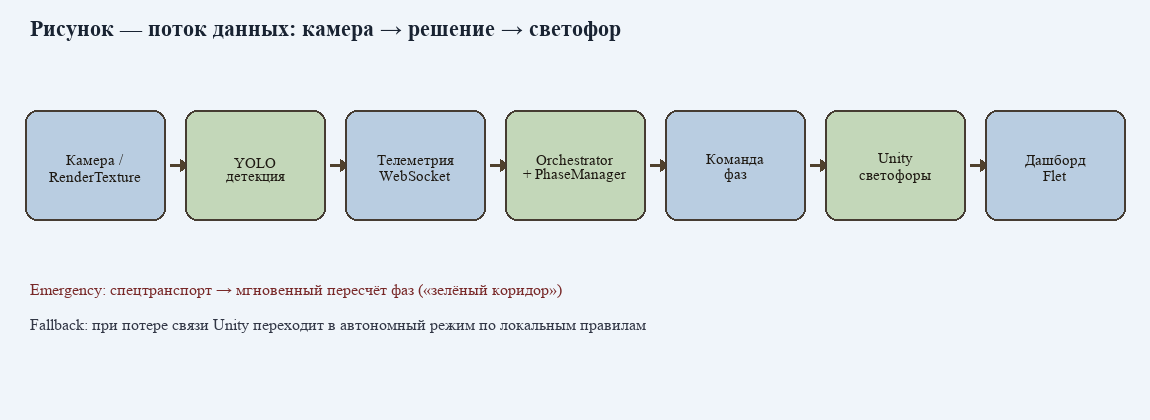 Рисунок — поток данных: камера → решение → светофор
Камера /
RenderTexture
YOLO
детекция
Телеметрия
WebSocket
Orchestrator
+ PhaseManager
Команда
фаз
Unity
светофоры
Дашборд
Flet
Emergency: спецтранспорт → мгновенный пересчёт фаз («зелёный коридор»)
Fallback: при потере связи Unity переходит в автономный режим по локальным правилам